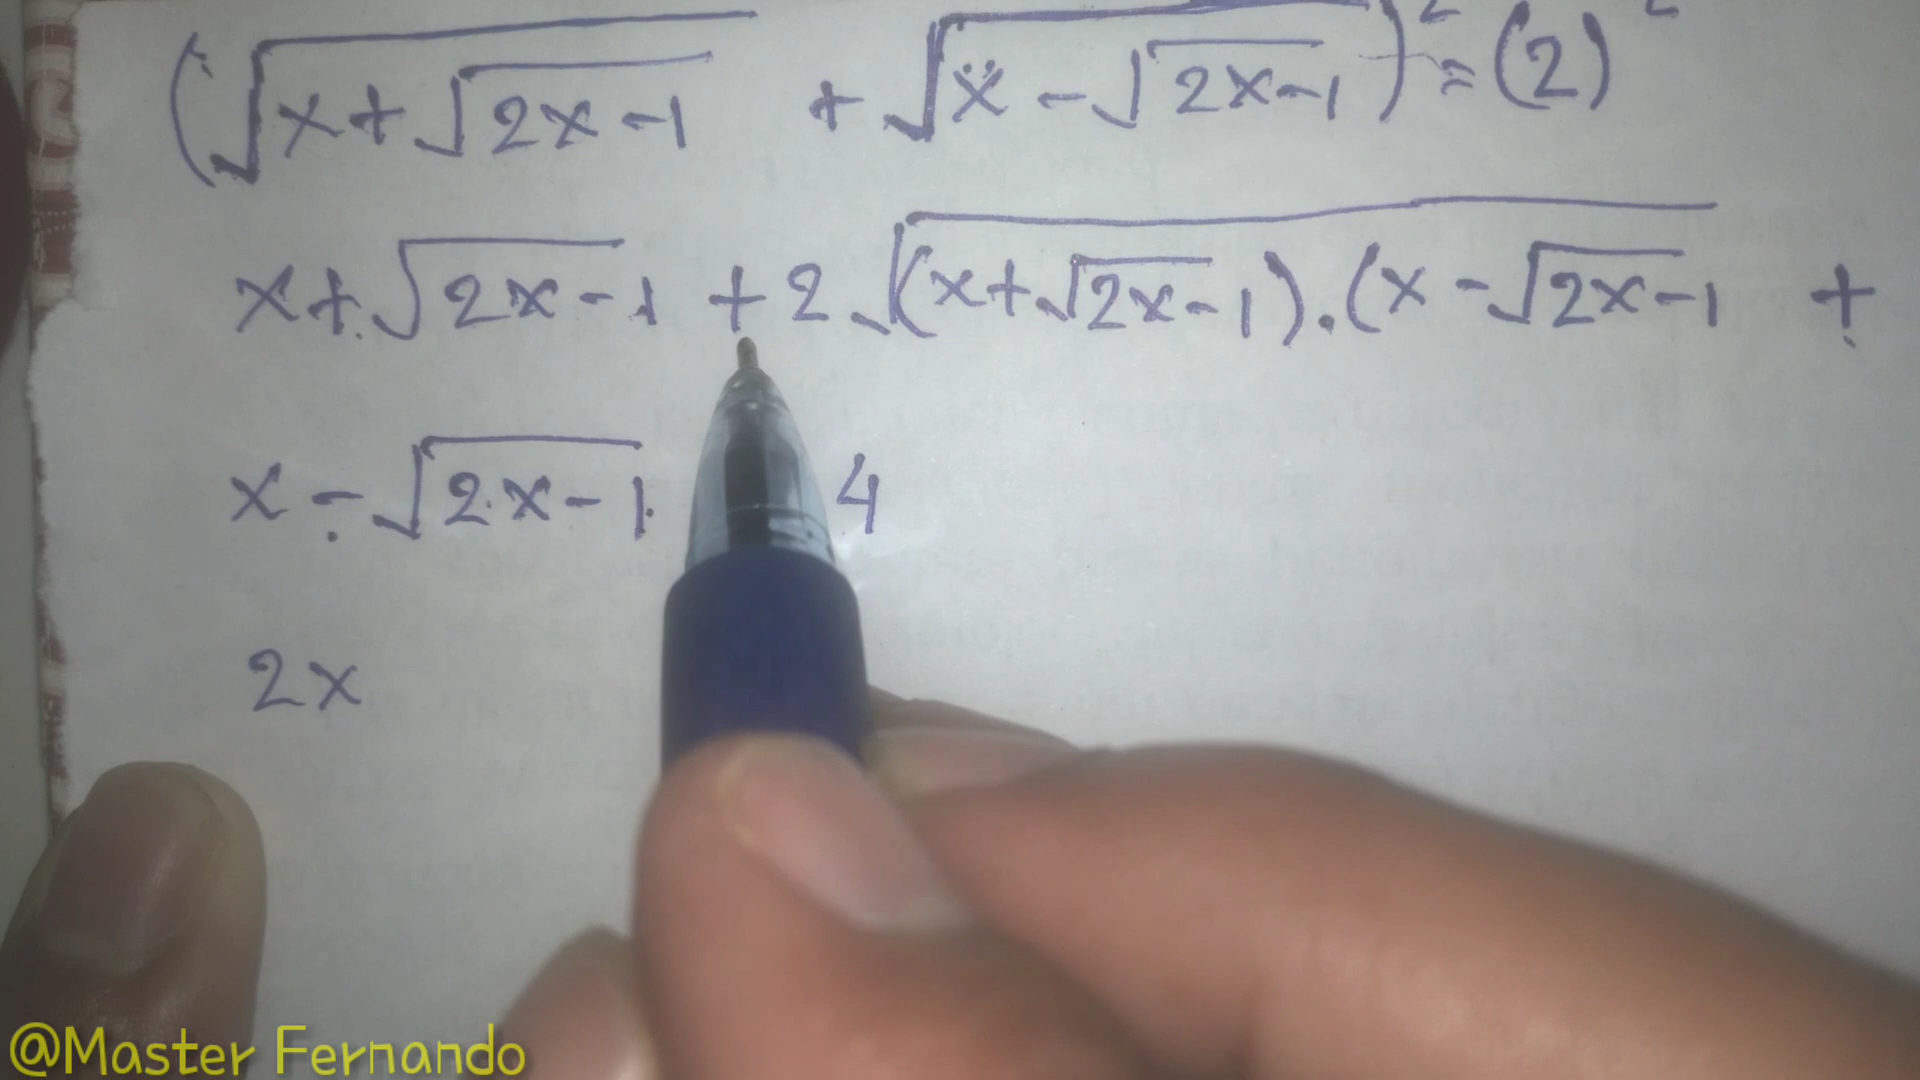 (√(x+√(2x-1)) + √(x-√(2x-1)))² = (2)²
x+√(2x-1) + 2√((x+√(2x-1)).(x-√(2x-1) +
x-√(2x-1) 4
2x
@Master Fernando